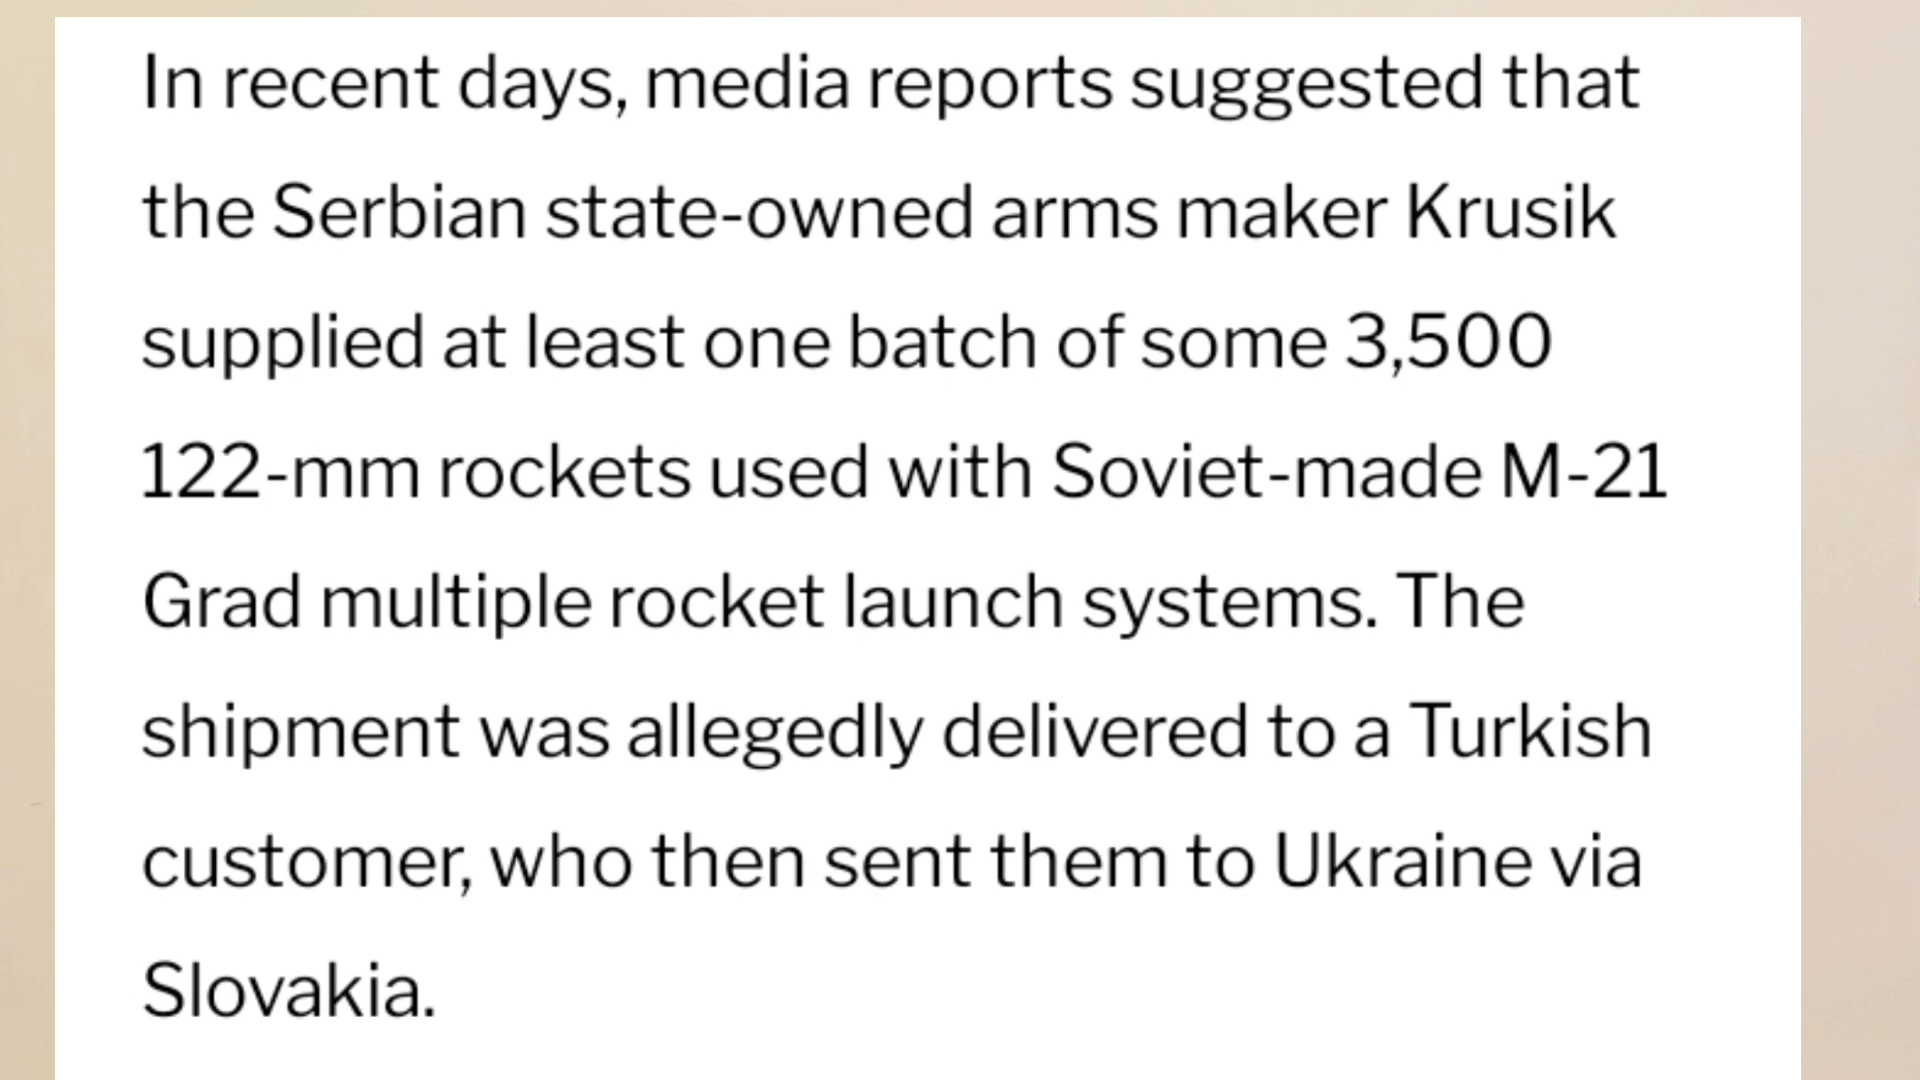 In recent days, media reports suggested that
the Serbian state-owned arms maker Krusik
supplied at least one batch of some 3,500
122-mm rockets used with Soviet-made M-21
Grad multiple rocket launch systems. The
shipment was allegedly delivered to a Turkish
customer, who then sent them to Ukraine via
Slovakia.